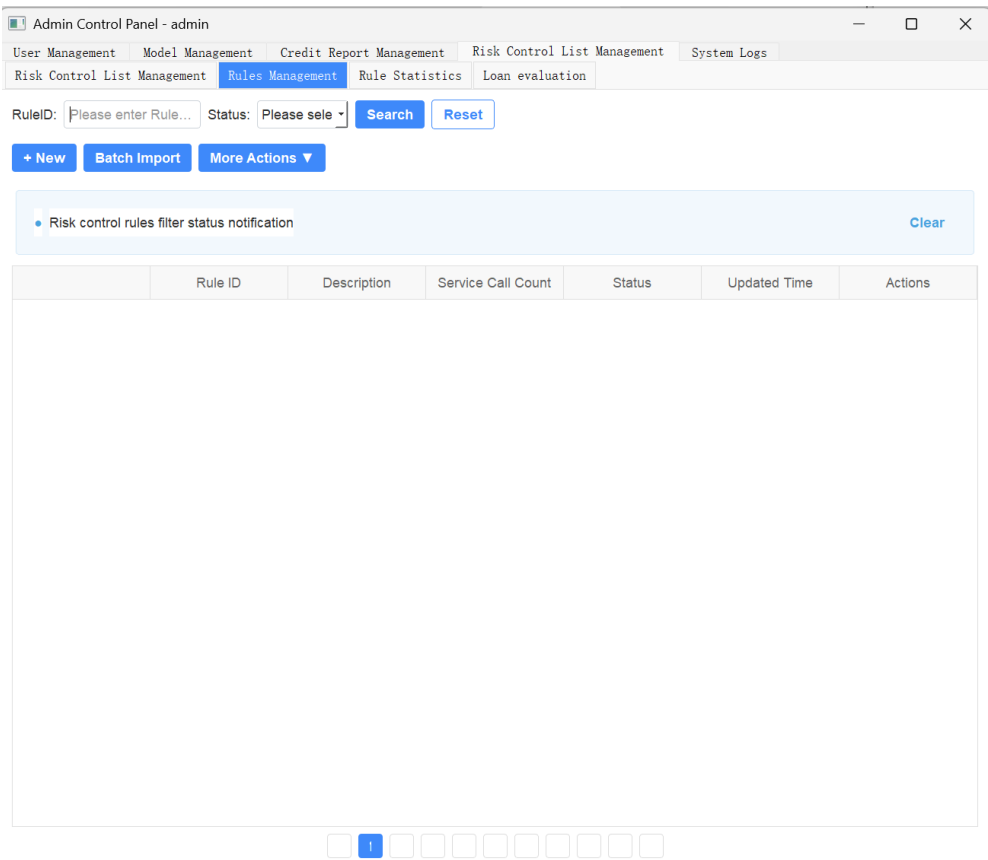 Admin Control Panel - admin
User Management Model Management Credit Report Management Risk Control List Management System Logs
Risk Control List Management Rules Management Rule Statistics Loan evaluation
RuleID: Please enter Rule... Status: Please sele Search Reset
+ New Batch Import More Actions ▼
• Risk control rules filter status notification Clear
Rule ID Description Service Call Count Status Updated Time Actions
1